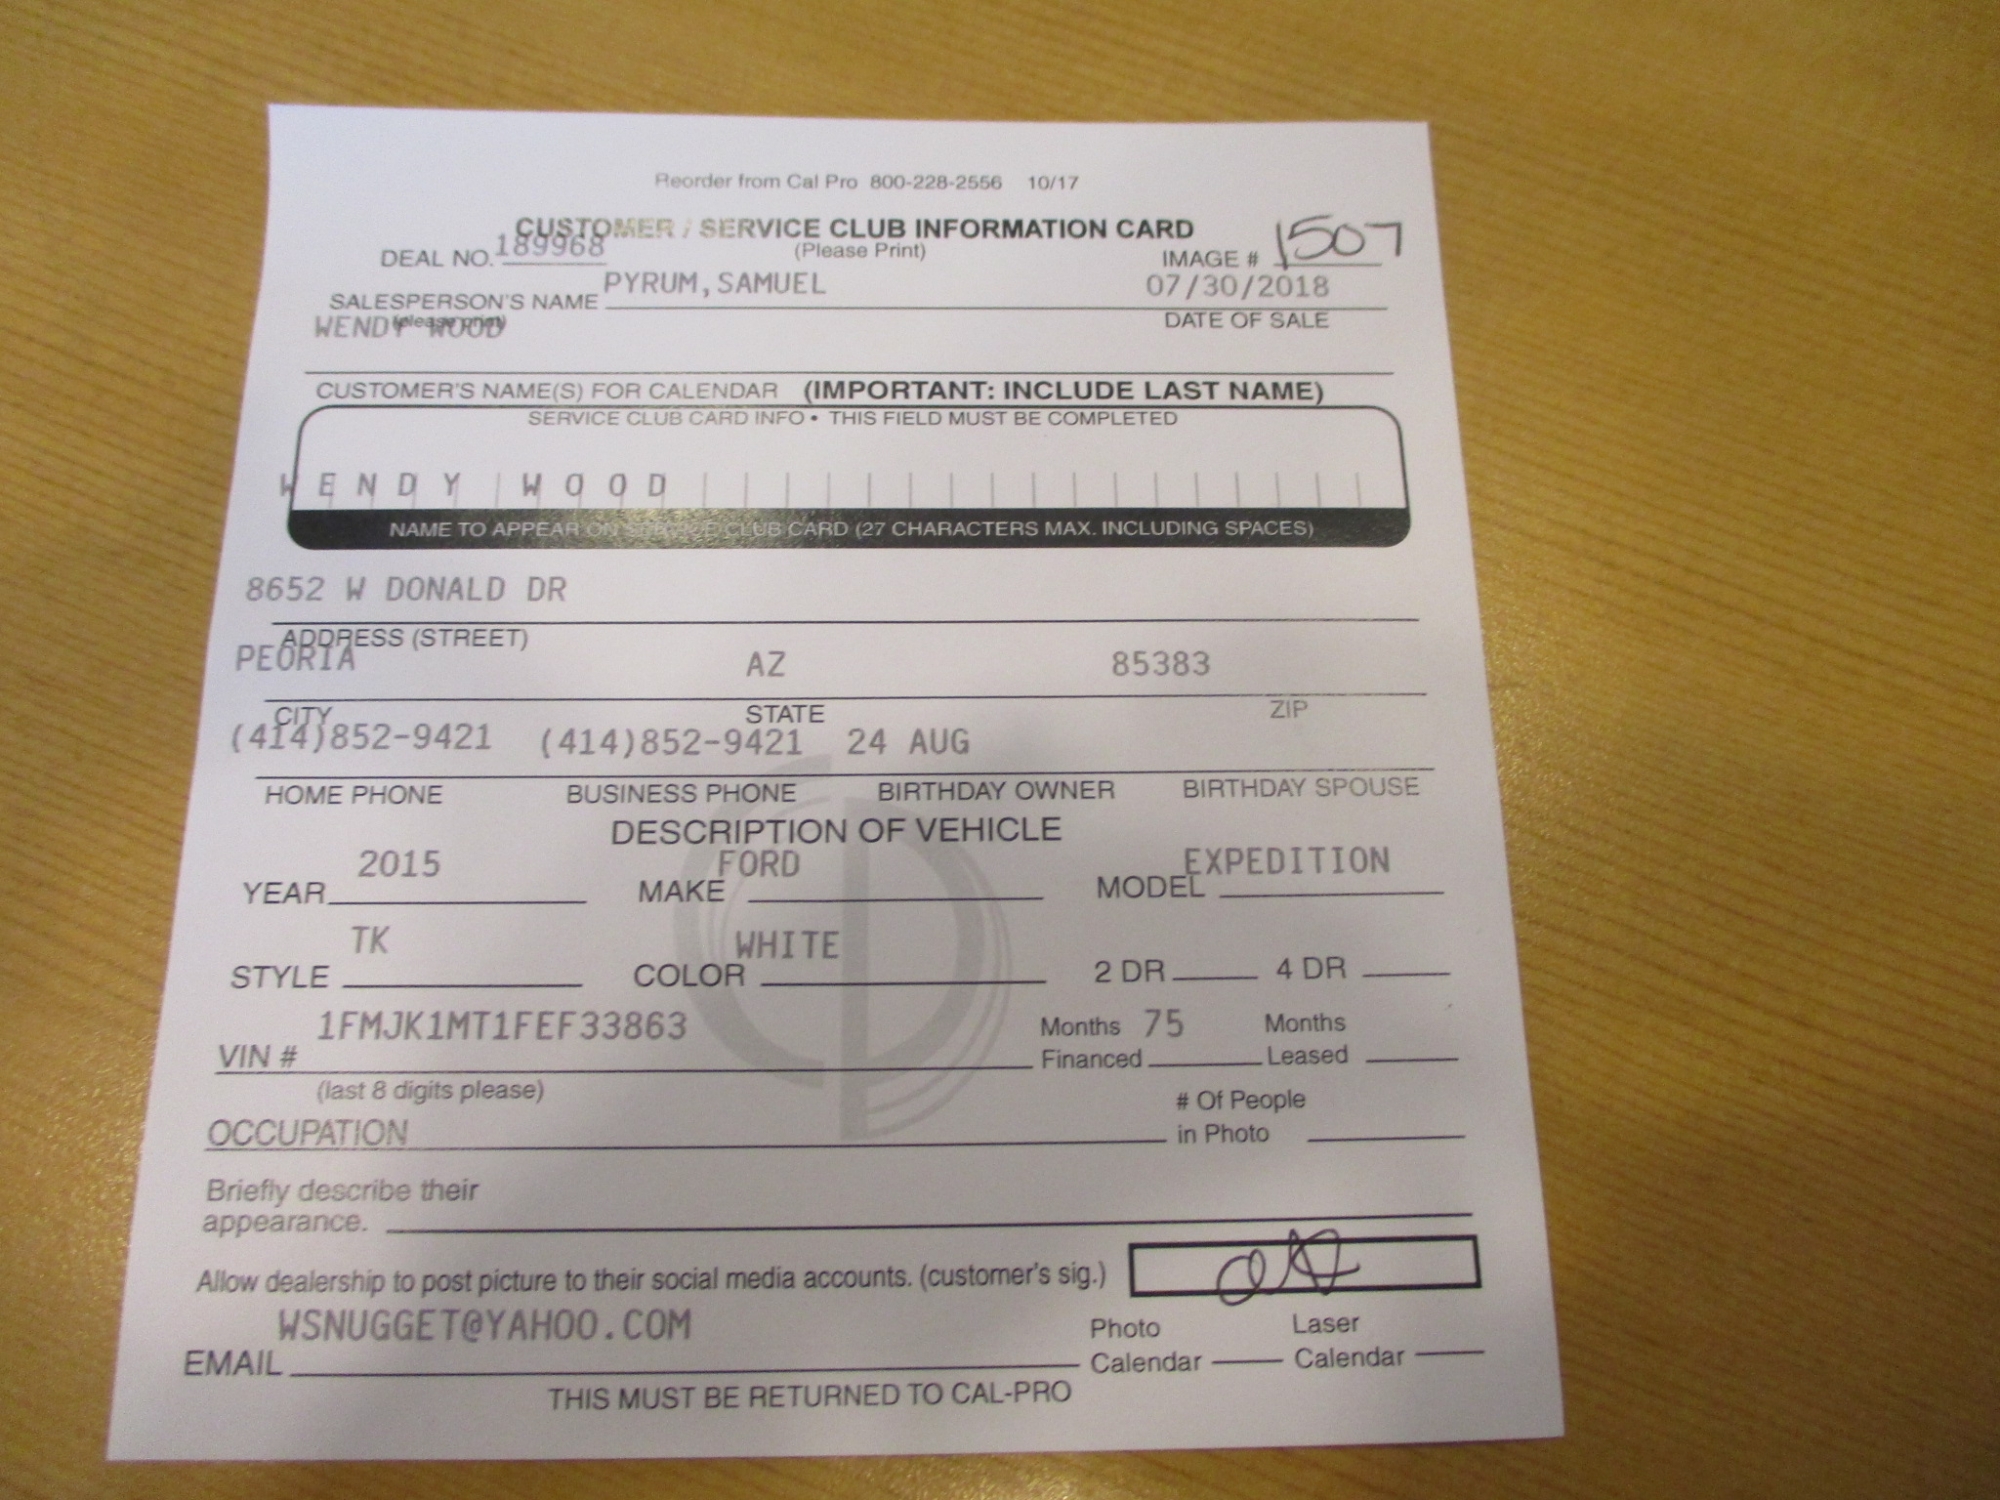 Reorder from Cal Pro 800-228-2556 10/17
CUSTOMER / SERVICE CLUB INFORMATION CARD
(Please Print)
DEAL NO. 189968
IMAGE # 1507
SALESPERSON'S NAME PYRUM,SAMUEL 07/30/2018
(please print) DATE OF SALE
WENDY WOOD
CUSTOMER'S NAME(S) FOR CALENDAR (IMPORTANT: INCLUDE LAST NAME)
SERVICE CLUB CARD INFO • THIS FIELD MUST BE COMPLETED
WENDY WOOD
NAME TO APPEAR ON SERVICE CLUB CARD (27 CHARACTERS MAX. INCLUDING SPACES)
8652 W DONALD DR
ADDRESS (STREET)
PEORIA AZ 85383
CITY STATE ZIP
(414)852-9421 (414)852-9421 24 AUG
HOME PHONE BUSINESS PHONE BIRTHDAY OWNER BIRTHDAY SPOUSE
DESCRIPTION OF VEHICLE
YEAR 2015 MAKE FORD MODEL EXPEDITION
STYLE TK COLOR WHITE 2 DR 4 DR
VIN # 1FMJK1MT1FEF33863 Months Financed 75 Months Leased
(last 8 digits please)
OCCUPATION # Of People in Photo
Briefly describe their
appearance.
Allow dealership to post picture to their social media accounts. (customer's sig.)
EMAIL WSNUGGET@YAHOO.COM Photo Calendar Laser Calendar
THIS MUST BE RETURNED TO CAL-PRO